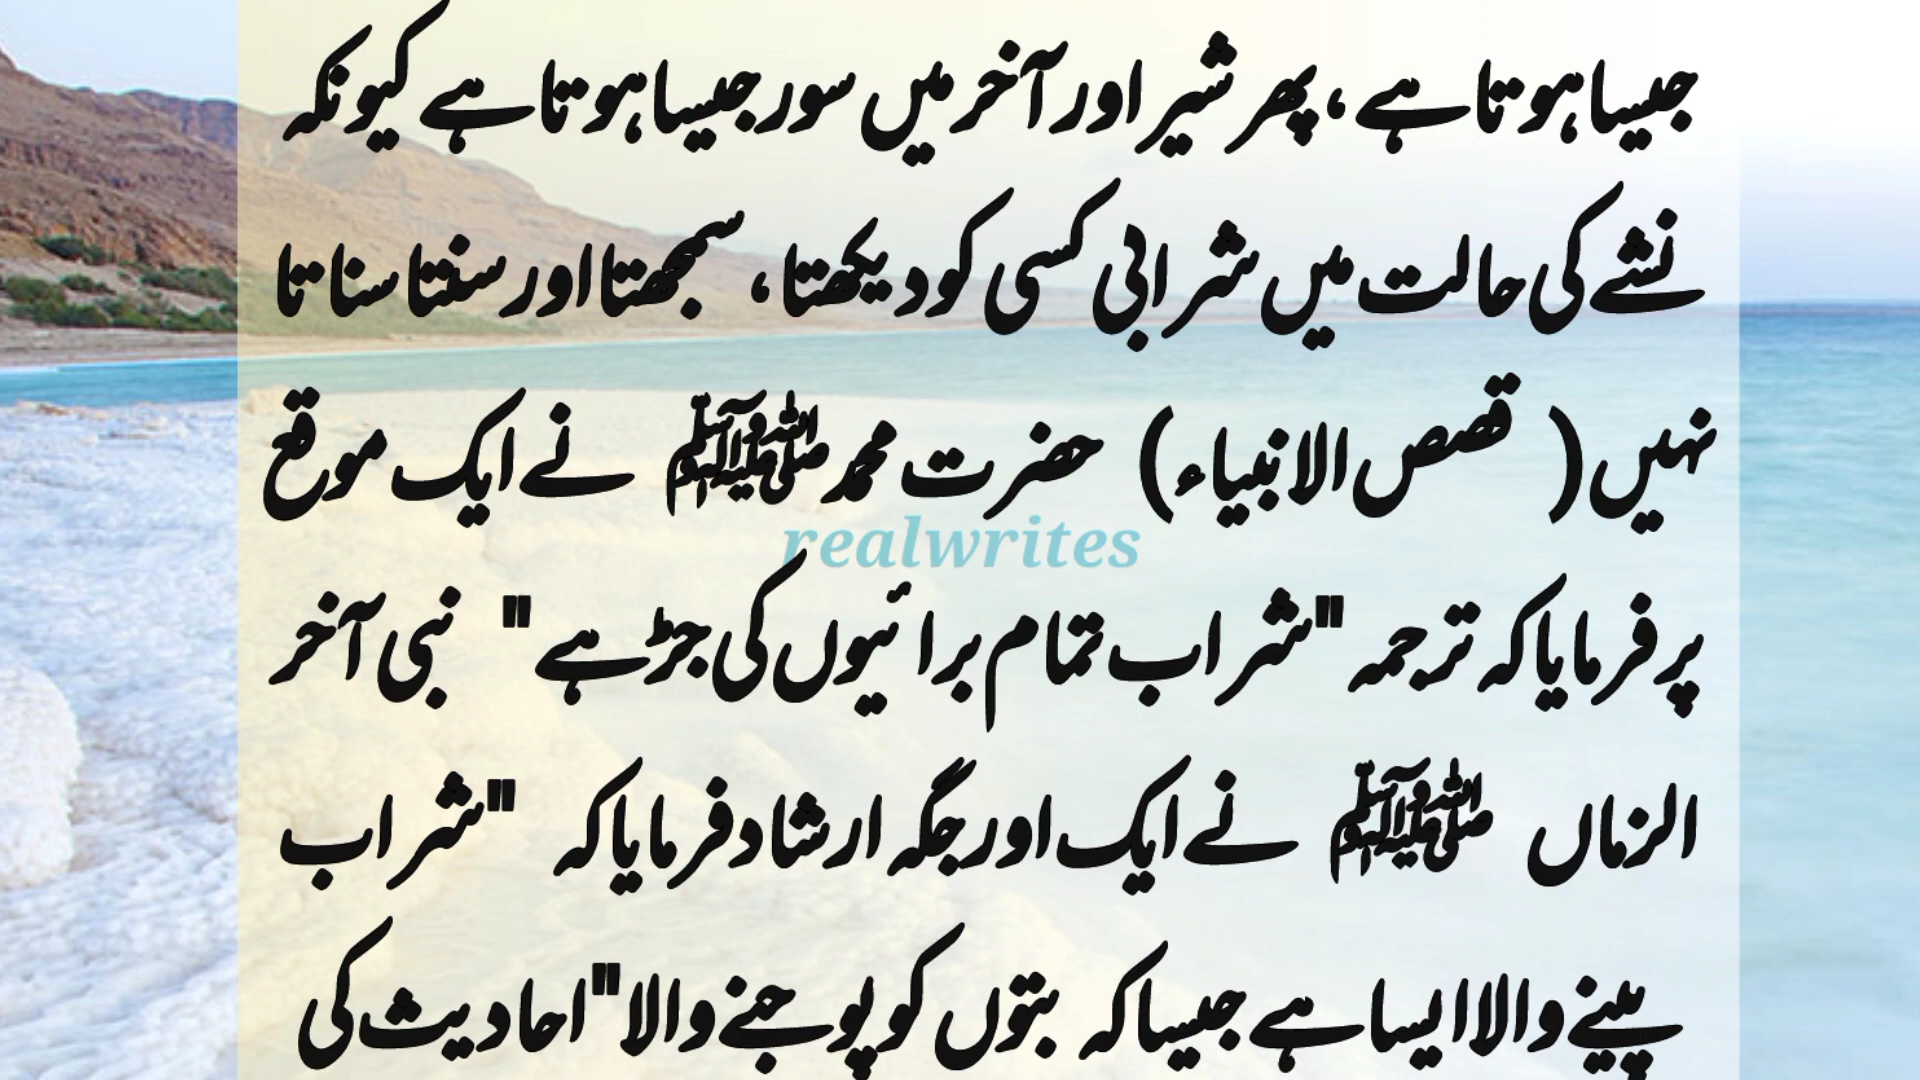 جیسا ہوتا ہے ، پھر شیر اور آخر میں سور جیسا ہوتا ہے کیونکہ
نشے کی حالت میں شرابی کسی کو دیکھتا ، سمجھتا اور سنتا سناتا
نہیں ( قصص الانبیاء ) حضرت محمد ﷺ نے ایک موقع
realwrites
پر فرمایا کہ ترجمہ "شراب تمام برائیوں کی جڑ ہے " نبی آخر
الزماں ﷺ نے ایک اور جگہ ارشاد فرمایا کہ "شراب
پینے والا ایسا ہے جیسا کہ بتوں کو پوجنے والا" احادیث کی